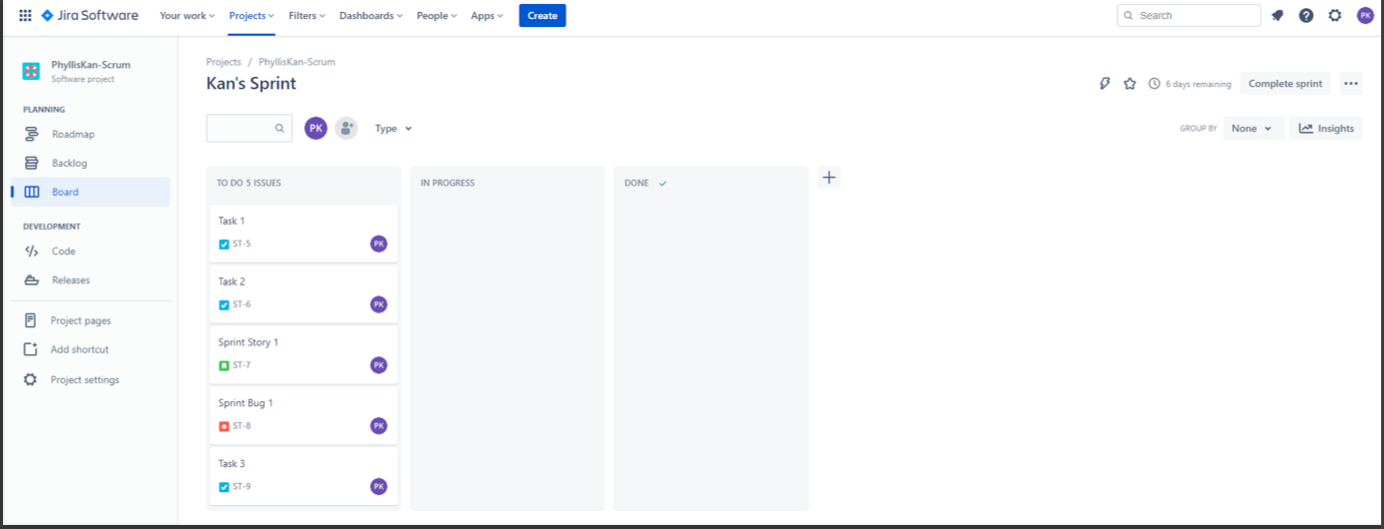 Jira Software Your work Projects Filters Dashboards People Apps Create Search PK
PhyllisKan-Scrum
Software project
PLANNING
Roadmap
Backlog
Board
DEVELOPMENT
Code
Releases
Project pages
Add shortcut
Project settings
Projects / PhyllisKan-Scrum
Kan's Sprint
6 days remaining Complete sprint
PK Type
GROUP BY None Insights
TO DO 5 ISSUES
Task 1
ST-5 PK
Task 2
ST-6 PK
Sprint Story 1
ST-7 PK
Sprint Bug 1
ST-8 PK
Task 3
ST-9 PK
IN PROGRESS
DONE